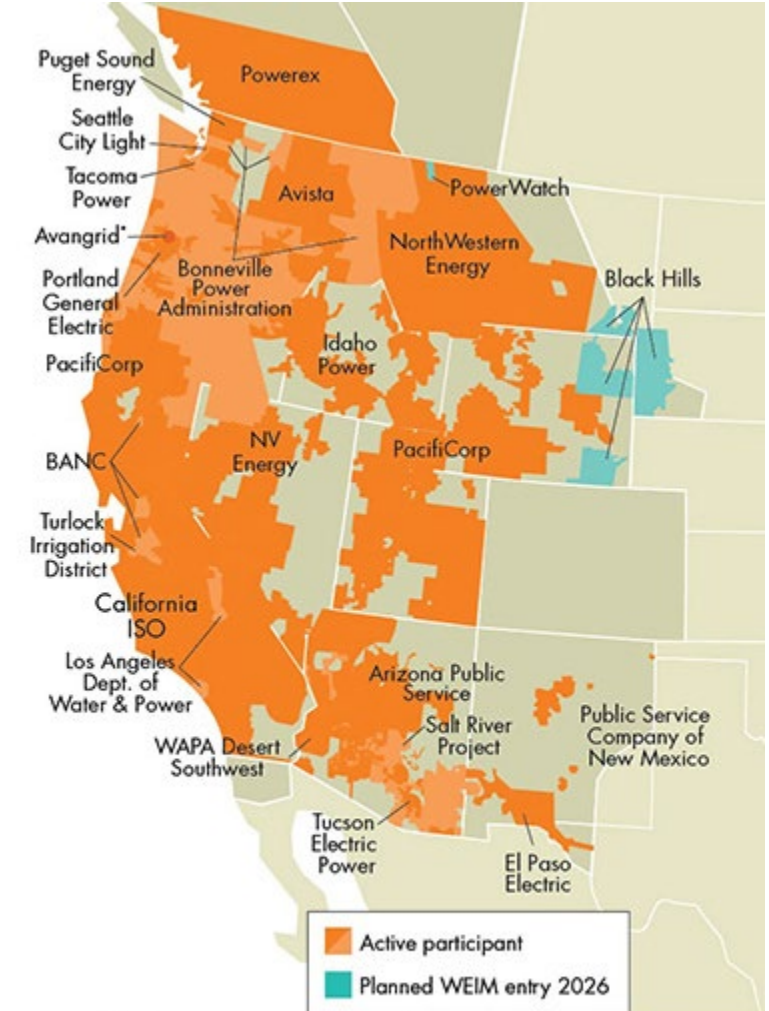 Powerex
Puget Sound
Energy
Seattle
City Light
Tacoma
Power
Avista
PowerWatch
Avangrid*
NorthWestern
Energy
Bonneville
Power
Administration
Portland
General
Electric
Black Hills
PacifiCorp
Idaho
Power
BANC
NV
Energy
PacifiCorp
Turlock
Irrigation
District
California
ISO
Los Angeles
Dept. of
Water & Power
Arizona Public
Service
Salt River
Project
Public Service
Company of
New Mexico
WAPA Desert
Southwest
Tucson
Electric
Power
El Paso
Electric
Active participant
Planned WEIM entry 2026